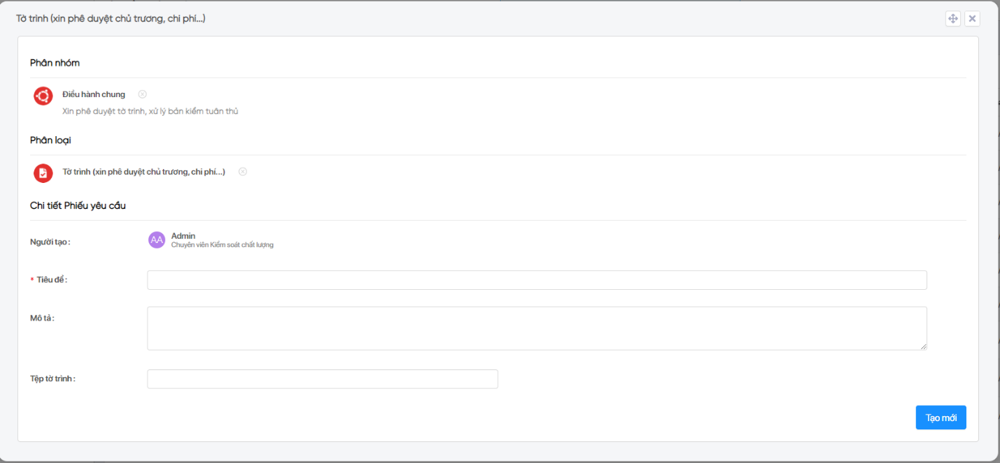 Tờ trình (xin phê duyệt chủ trương, chi phí...)
Phân nhóm
Điều hành chung
Xin phê duyệt tờ trình, xử lý bán kiểm tuân thủ
Phân loại
Tờ trình (xin phê duyệt chủ trương, chi phí...)
Chi tiết Phiếu yêu cầu
Người tạo :
AA Admin
Chuyên viên Kiểm soát chất lượng
* Tiêu để :
Mô tả :
Tệp tờ trình :
Tạo mới